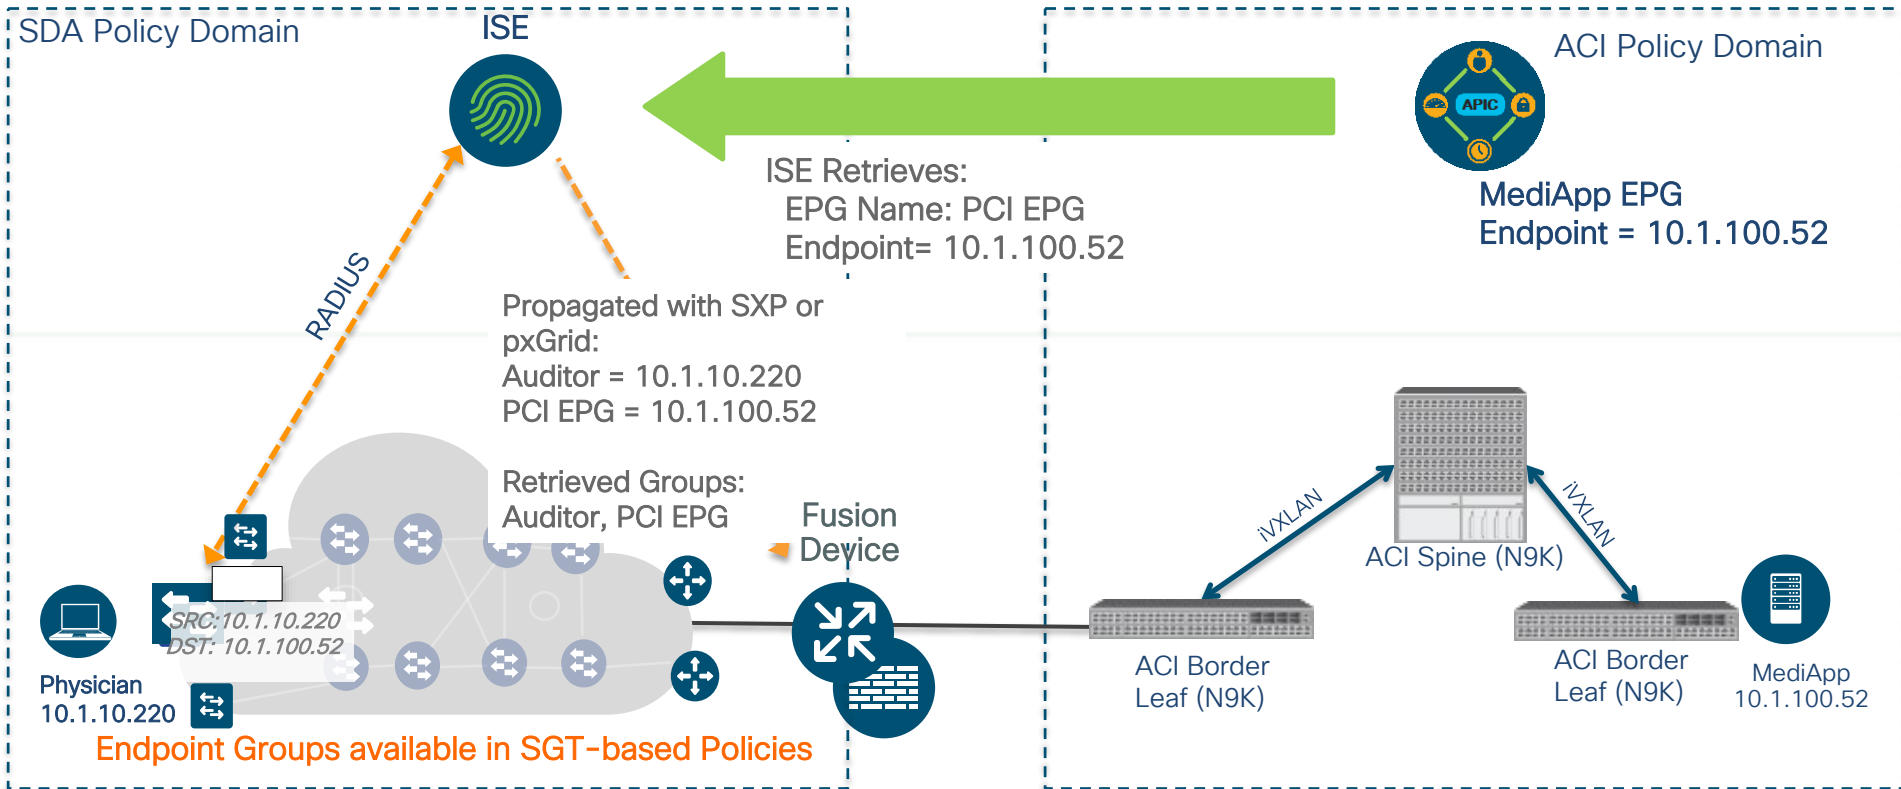 SDA Policy Domain
ISE
ACI Policy Domain
APIC
ISE Retrieves:
EPG Name: PCI EPG
Endpoint= 10.1.100.52
MediApp EPG
Endpoint = 10.1.100.52
RADIUS
Propagated with SXP or
pxGrid:
Auditor = 10.1.10.220
PCI EPG = 10.1.100.52
Retrieved Groups:
Auditor, PCI EPG
Fusion
Device
iVXLAN
iVXLAN
ACI Spine (N9K)
SRC:10.1.10.220
DST: 10.1.100.52
Physician
10.1.10.220
ACI Border
Leaf (N9K)
ACI Border
Leaf (N9K)
MediApp
10.1.100.52
Endpoint Groups available in SGT-based Policies